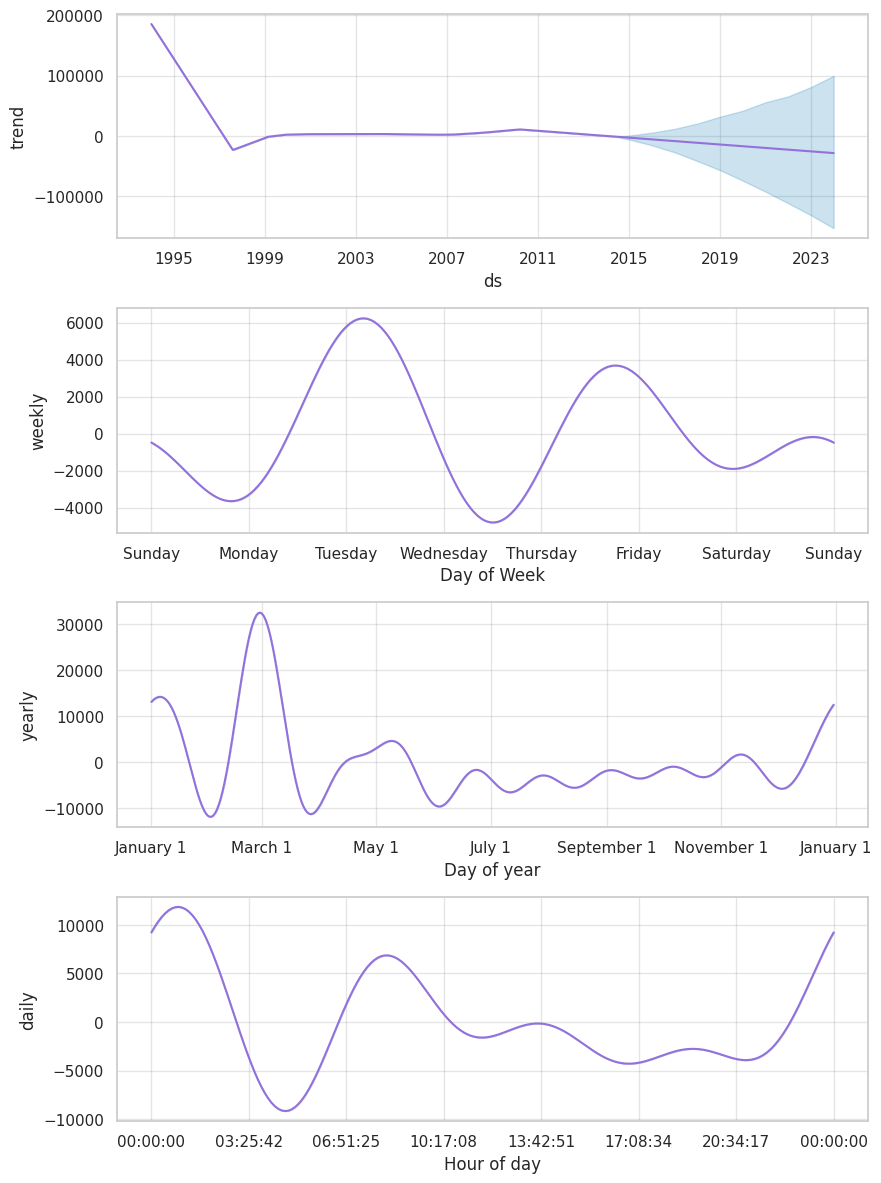 200000
100000
0
−100000
trend
1995 1999 2003 2007 2011 2015 2019 2023
ds
6000
4000
2000
0
−2000
−4000
weekly
Sunday Monday Tuesday Wednesday Thursday Friday Saturday Sunday
Day of Week
30000
20000
10000
0
−10000
yearly
January 1 March 1 May 1 July 1 September 1 November 1 January 1
Day of year
10000
5000
0
−5000
−10000
daily
00:00:00 03:25:42 06:51:25 10:17:08 13:42:51 17:08:34 20:34:17 00:00:00
Hour of day